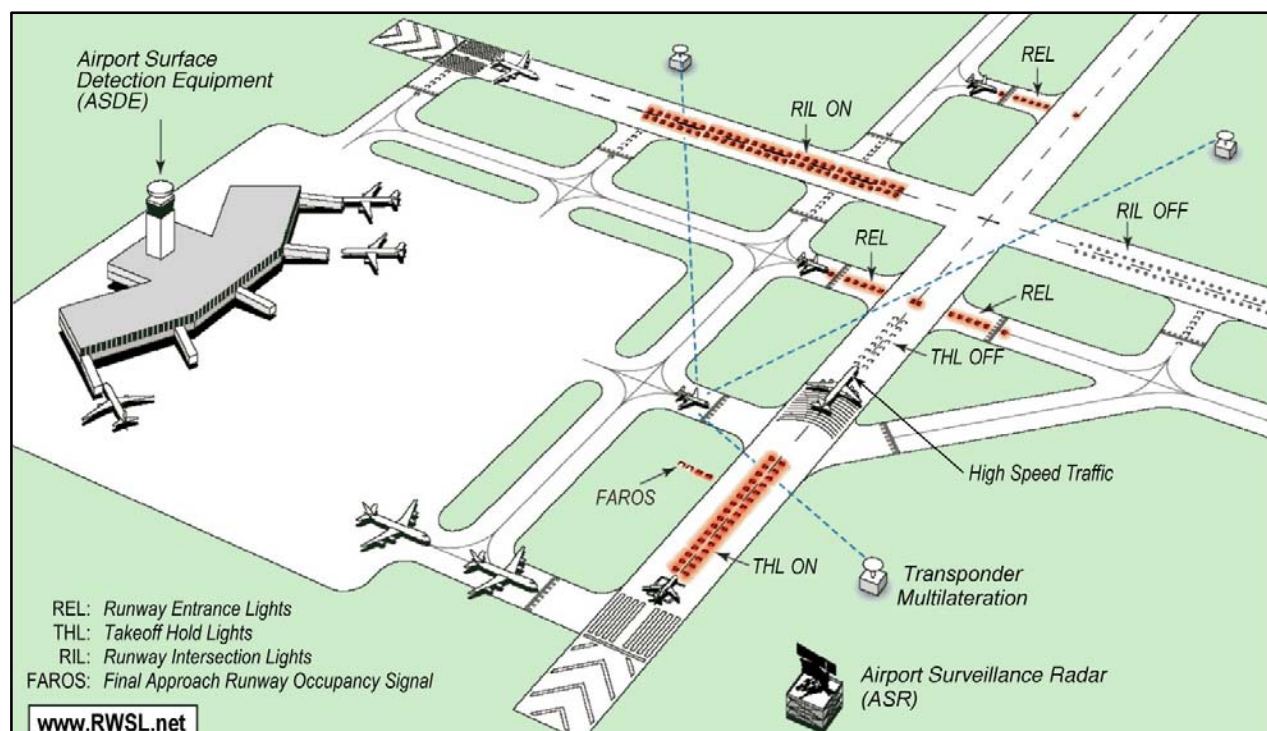 Airport Surface
Detection Equipment
(ASDE)
REL
RIL ON
RIL OFF
REL
REL
THL OFF
High Speed Traffic
FAROS
THL ON
Transponder
Multilateration
Airport Surveillance Radar
(ASR)
REL: Runway Entrance Lights
THL: Takeoff Hold Lights
RIL: Runway Intersection Lights
FAROS: Final Approach Runway Occupancy Signal
www.RWSL.net